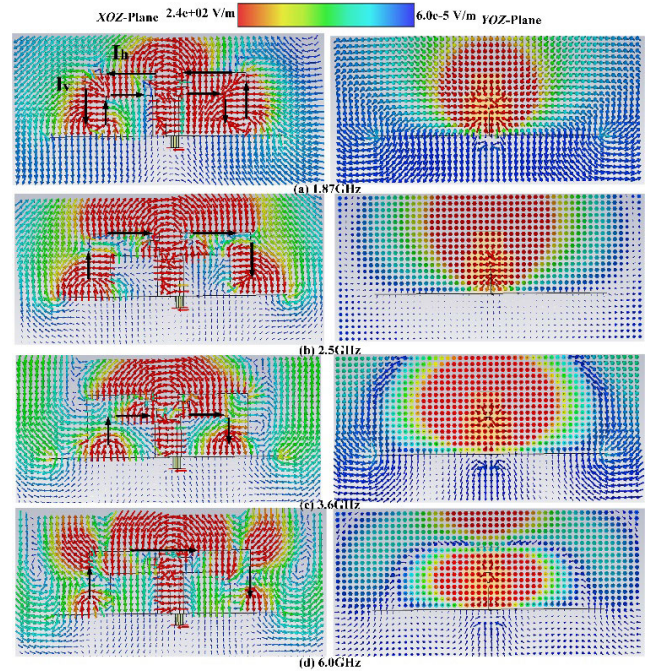 XOZ-Plane 2.4e+02 V/m 6.0e-5 V/m YOZ-Plane
Ih
Iv
(a) 1.87GHz
(b) 2.5GHz
(c) 3.6GHz
(d) 6.0GHz